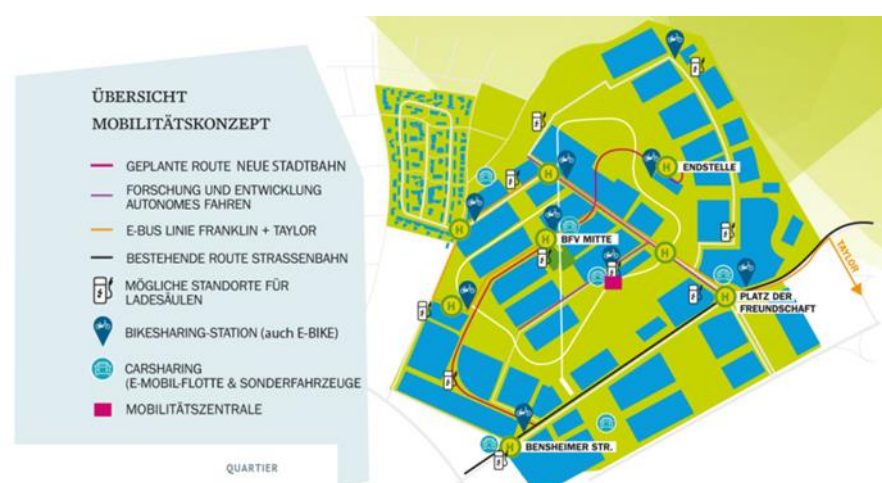 ÜBERSICHT
MOBILITÄTSKONZEPT
GEPLANTE ROUTE NEUE STADTBAHN
FORSCHUNG UND ENTWICKLUNG
AUTONOMES FAHREN
E-BUS LINIE FRANKLIN + TAYLOR
BESTEHENDE ROUTE STRASSENBAHN
MÖGLICHE STANDORTE FÜR
LADESÄULEN
BIKESHARING-STATION (auch E-BIKE)
CARSHARING
(E-MOBIL-FLOTTE & SONDERFAHRZEUGE
MOBILITÄTSZENTRALE
QUARTIER
H
H ENDSTELLE
H
H
BFV MITTE
H
TAYLOR
H
PLATZ DER
FREUNDSCHAFT
H
H BENSHEIMER STR.